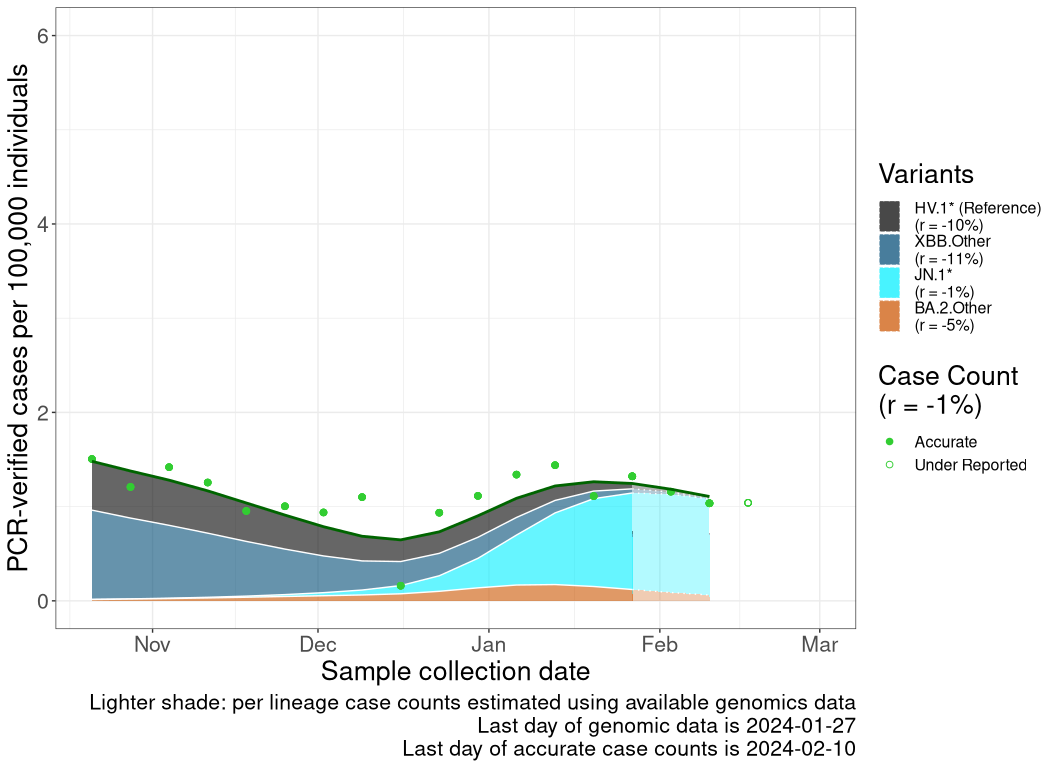 PCR-verified cases per 100,000 individuals
6
4
2
0
Nov
Dec
Jan
Feb
Mar
Sample collection date
Lighter shade: per lineage case counts estimated using available genomics data
Last day of genomic data is 2024-01-27
Last day of accurate case counts is 2024-02-10
Variants
HV.1* (Reference)
(r = -10%)
XBB.Other
(r = -11%)
JN.1*
(r = -1%)
BA.2.Other
(r = -5%)
Case Count
(r = -1%)
Accurate
Under Reported